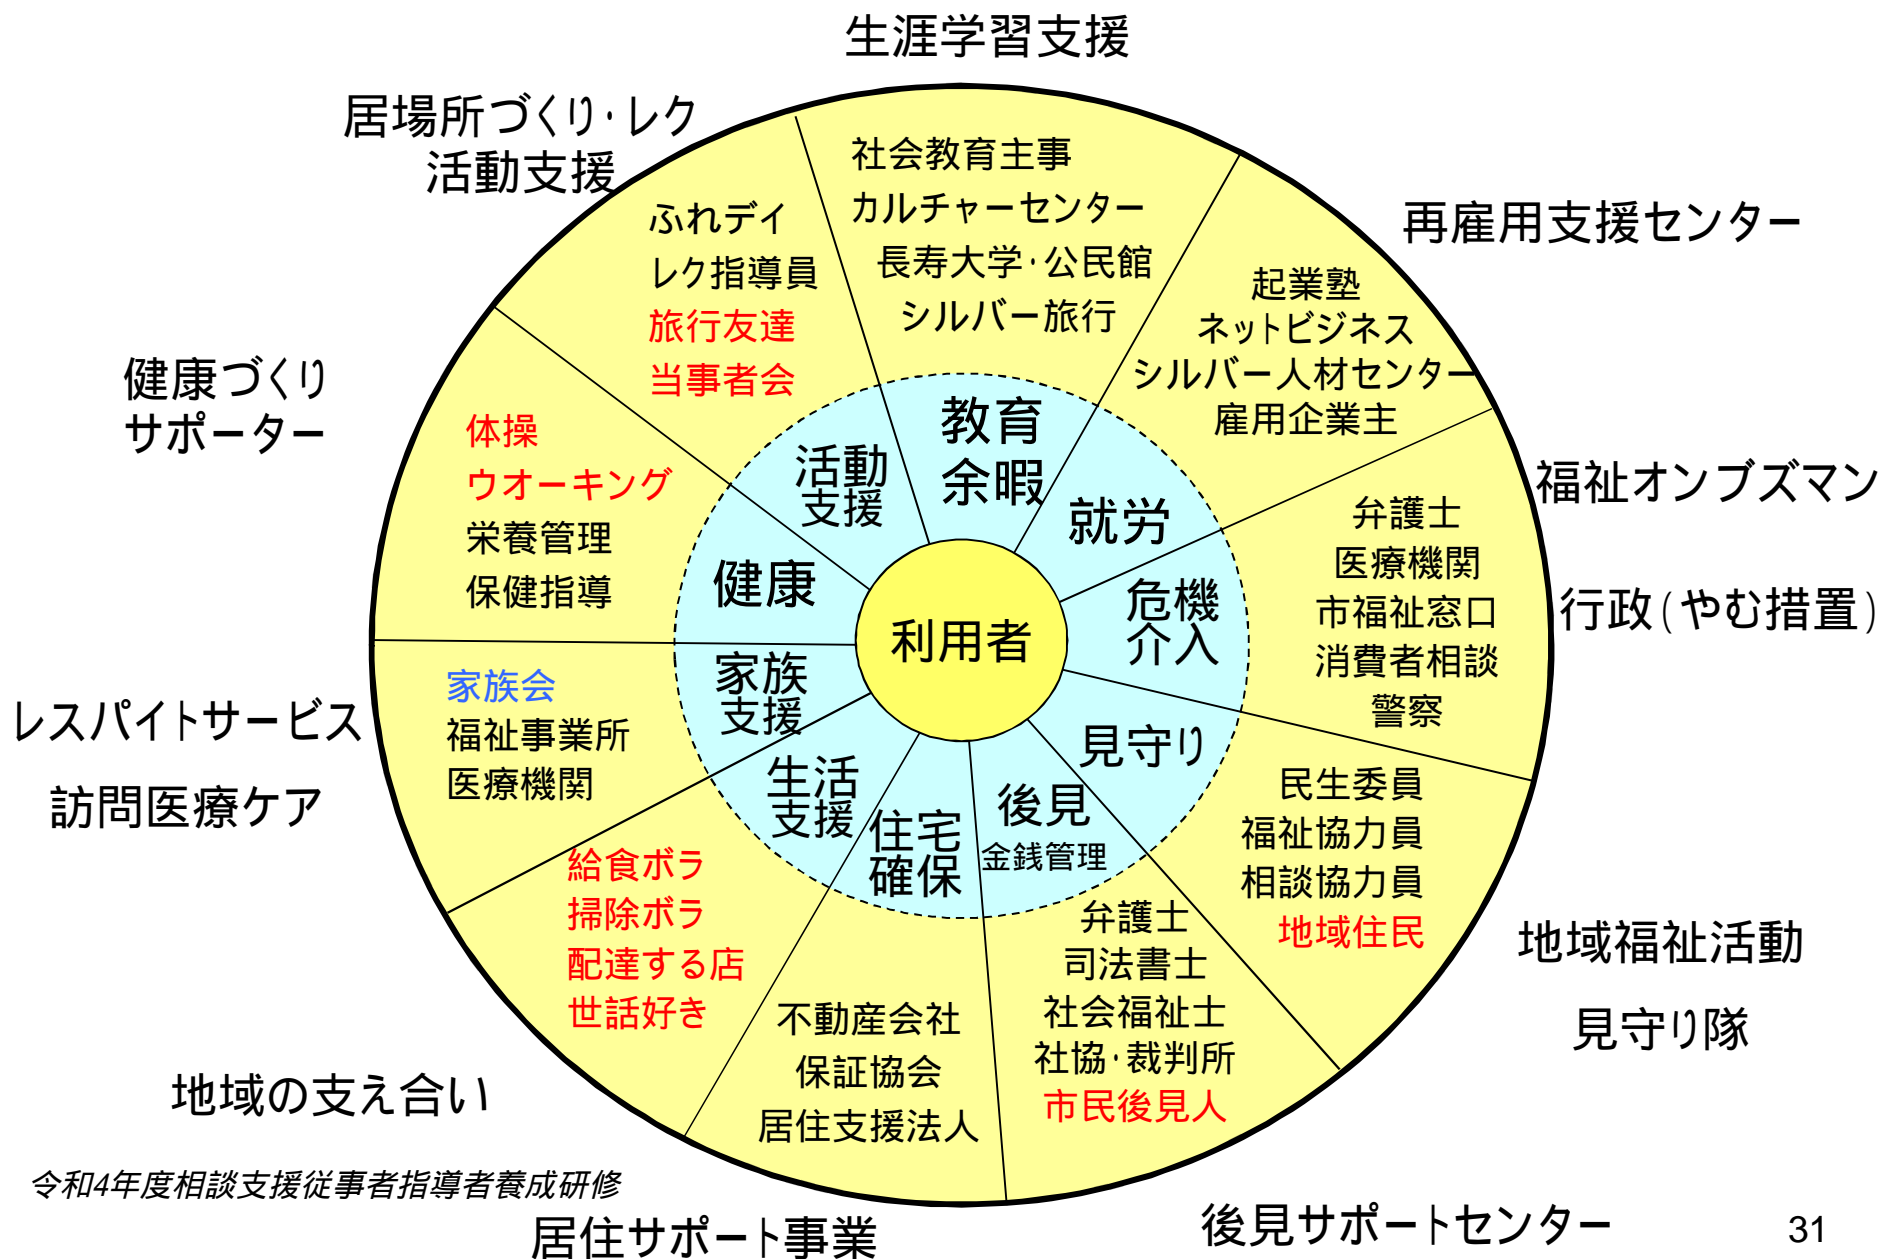 生涯学習支援
居場所づくり・レク
活動支援
社会教育主事
カルチャーセンター
長寿大学・公民館
シルバー旅行
ふれデイ
レク指導員
旅行友達
当事者会
再雇用支援センター
起業塾
ネットビジネス
シルバー人材センター
雇用企業主
健康づくり
サポーター
体操
ウオーキング
栄養管理
保健指導
活動
支援
教育
余暇
就労
福祉オンブズマン
弁護士
医療機関
市福祉窓口
消費者相談
警察
行政(やむ措置)
健康
利用者
危機
介入
家族
支援
見守り
レスパイトサービス
訪問医療ケア
家族会
福祉事業所
医療機関
生活
支援
住宅
確保
後見
金銭管理
民生委員
福祉協力員
相談協力員
地域住民
地域福祉活動
見守り隊
給食ボラ
掃除ボラ
配達する店
世話好き
弁護士
司法書士
社会福祉士
社協・裁判所
市民後見人
不動産会社
保証協会
居住支援法人
地域の支え合い
令和4年度相談支援従事者指導者養成研修
居住サポート事業
後見サポートセンター
31